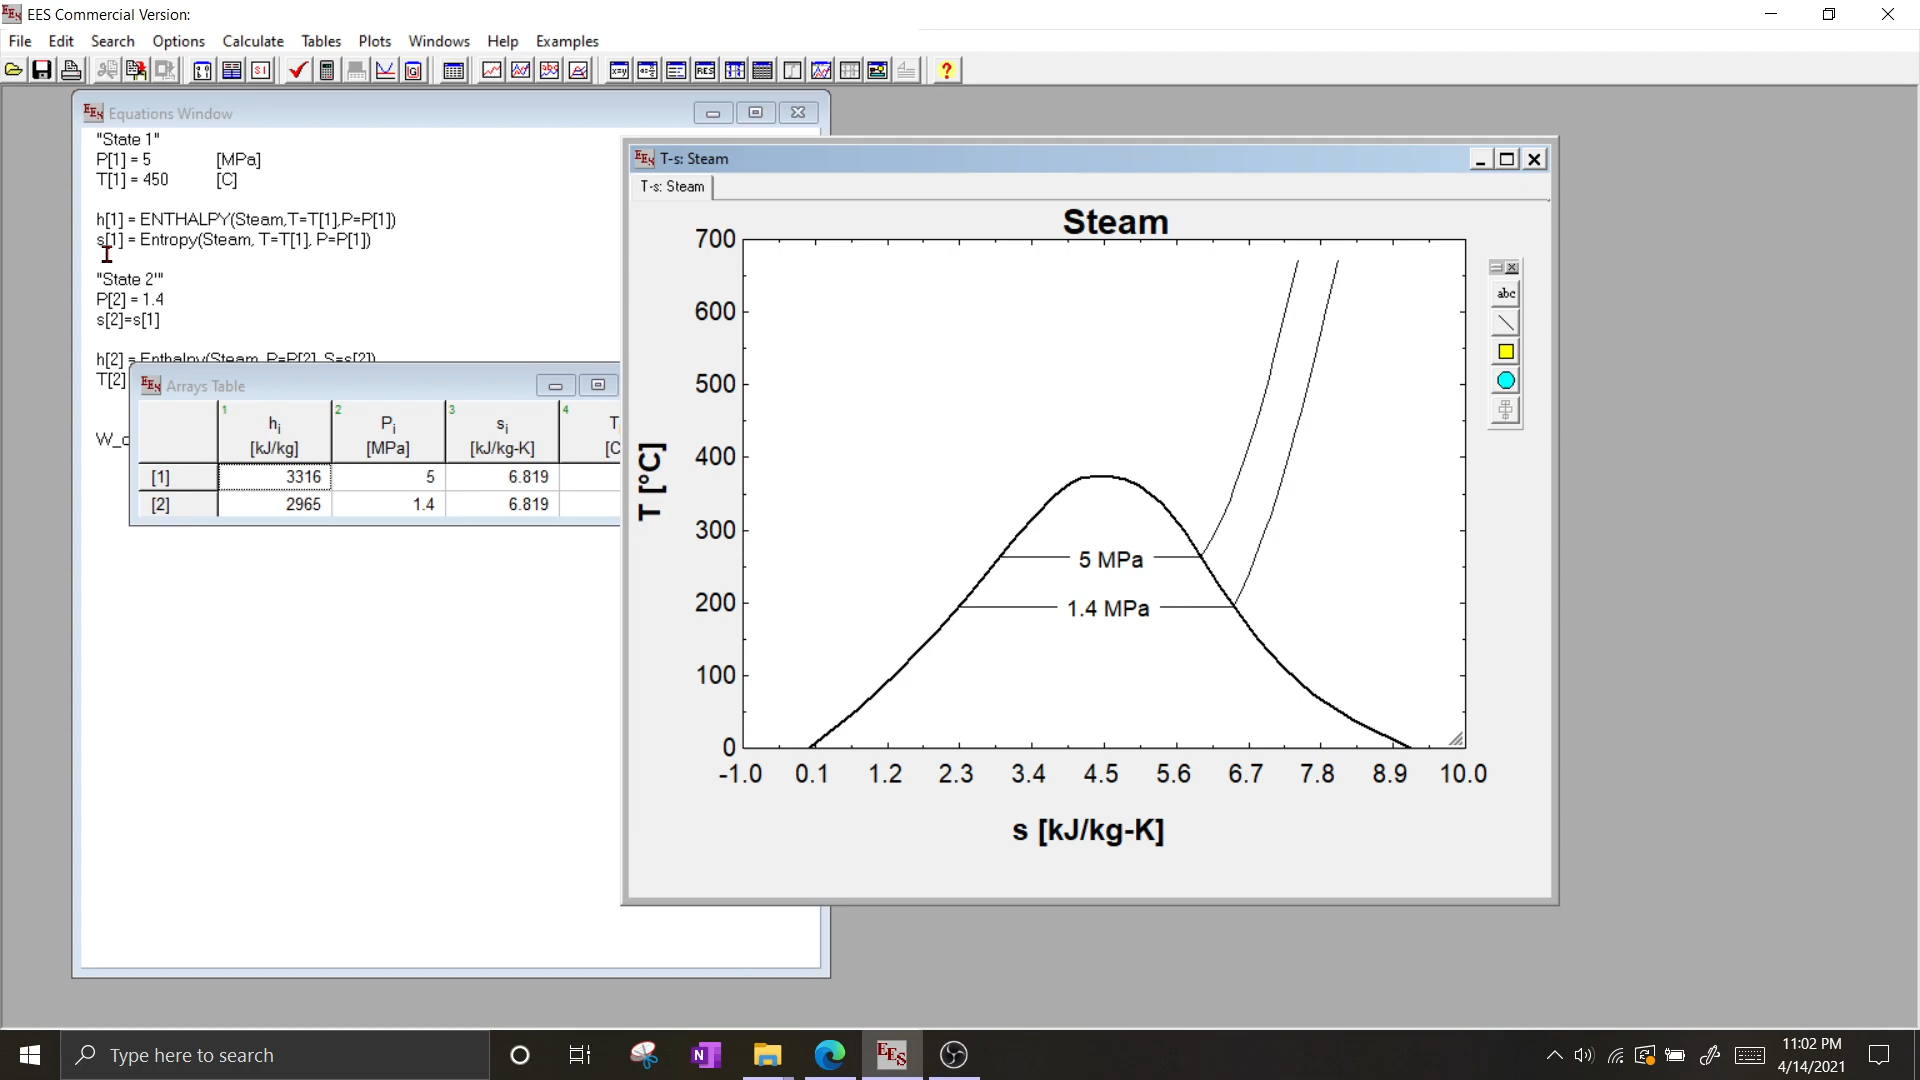 EES Commercial Version:
File Edit Search Options Calculate Tables Plots Windows Help Examples
Equations Window
"State 1"
P[1] = 5 [MPa]
T[1] = 450 [C]
h[1] = ENTHALPY(Steam,T=T[1],P=P[1])
s[1] = Entropy(Steam, T=T[1], P=P[1])
"State 2'"
P[2] = 1.4
s[2]=s[1]
h[2] = Enthalpy(Steam, P=P[2], S=s[2])
T[2]
Arrays Table
1 2 3 4
hi Pi si
[kJ/kg] [MPa] [kJ/kg-K]
[1] 3316 5 6.819
[2] 2965 1.4 6.819
T-s: Steam
T-s: Steam
Steam
700
600
500
400
300
200
100
0
T [°C]
5 MPa
1.4 MPa
-1.0 0.1 1.2 2.3 3.4 4.5 5.6 6.7 7.8 8.9 10.0
s [kJ/kg-K]
abc
Type here to search
11:02 PM
4/14/2021